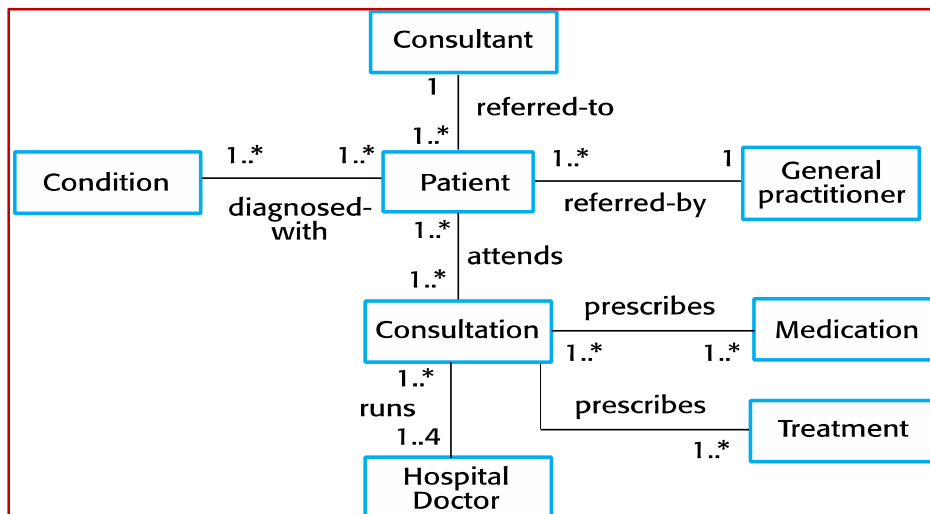 Consultant
1
referred-to
1..*
1..* 1..* 1..* 1
Condition Patient General
practitioner
diagnosed-
with
referred-by
1..*
attends
1..*
prescribes
Consultation Medication
1..* 1..*
1..*
runs
prescribes
1..4
Treatment
1..*
Hospital
Doctor